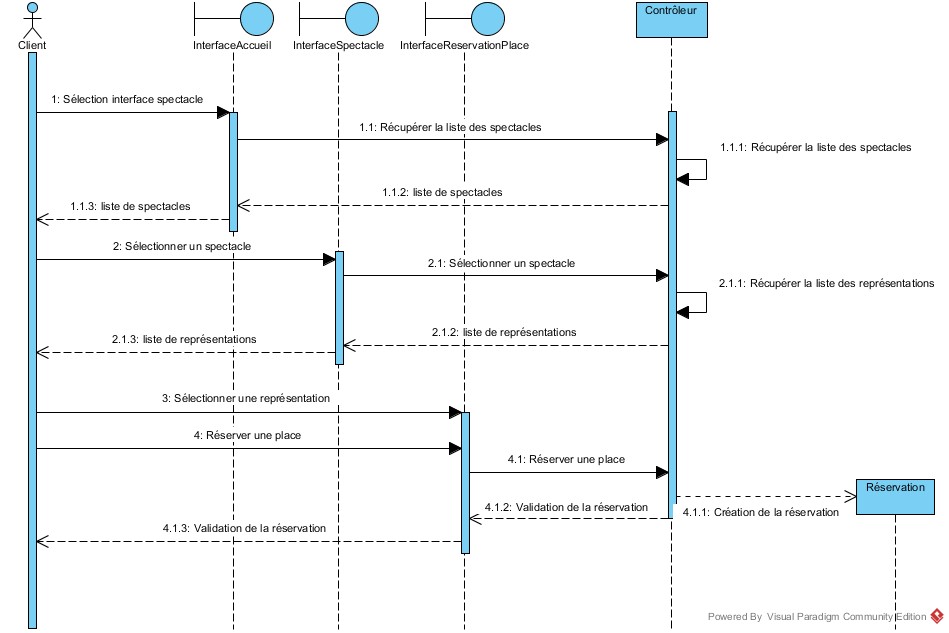 Client
InterfaceAccueil
InterfaceSpectacle
InterfaceReservationPlace
Contrôleur
1: Sélection interface spectacle
1.1: Récupérer la liste des spectacles
1.1.1: Récupérer la liste des spectacles
1.1.2: liste de spectacles
1.1.3: liste de spectacles
2: Sélectionner un spectacle
2.1: Sélectionner un spectacle
2.1.1: Récupérer la liste des représentations
2.1.2: liste de représentations
2.1.3: liste de représentations
3: Sélectionner une représentation
4: Réserver une place
4.1: Réserver une place
Réservation
4.1.1: Création de la réservation
4.1.2: Validation de la réservation
4.1.3: Validation de la réservation
Powered By Visual Paradigm Community Edition